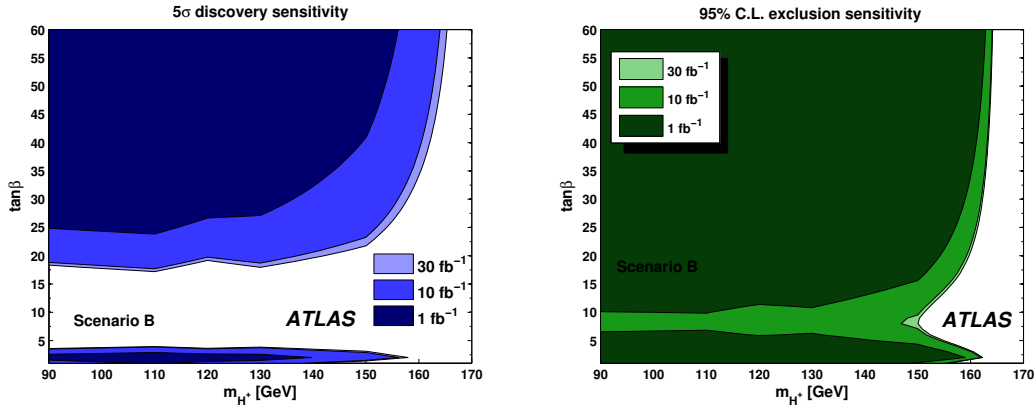 5σ discovery sensitivity
tanβ
60
55
50
45
40
35
30
25
20
15
10
5
30 fb⁻¹
10 fb⁻¹
1 fb⁻¹
Scenario B
ATLAS
90 100 110 120 130 140 150 160 170
m_H⁺ [GeV]
95% C.L. exclusion sensitivity
tanβ
60
55
50
45
40
35
30
25
20
15
10
5
30 fb⁻¹
10 fb⁻¹
1 fb⁻¹
Scenario B
ATLAS
90 100 110 120 130 140 150 160 170
m_H⁺ [GeV]